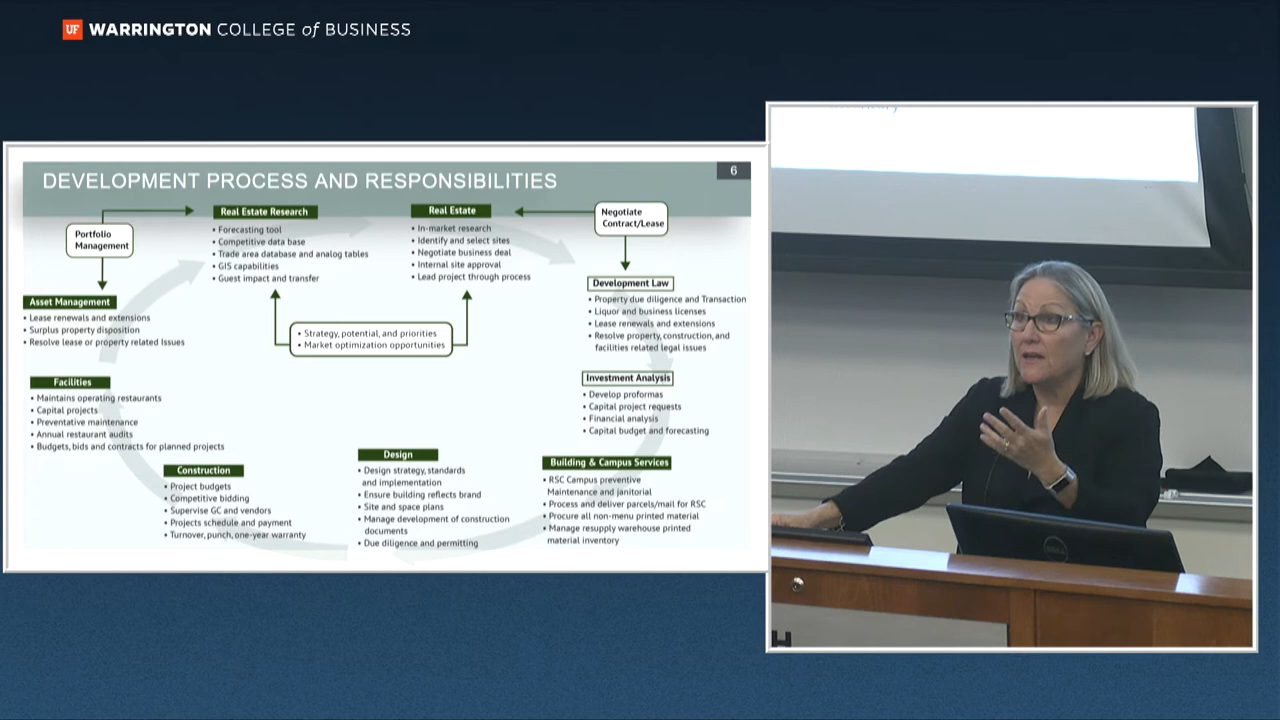 UF WARRINGTON COLLEGE of BUSINESS
DEVELOPMENT PROCESS AND RESPONSIBILITIES
6
Portfolio
Management
Real Estate Research
• Forecasting tool
• Competitive data base
• Trade area database and analog tables
• GIS capabilities
• Guest impact and transfer
Real Estate
• In-market research
• Identify and select sites
• Negotiate business deal
• Internal site approval
• Lead project through process
Negotiate
Contract/Lease
Development Law
• Property due diligence and Transaction
• Liquor and business licenses
• Lease renewals and extensions
• Resolve property, construction, and
facilities related legal issues
Asset Management
• Lease renewals and extensions
• Surplus property disposition
• Resolve lease or property related Issues
• Strategy, potential, and priorities
• Market optimization opportunities
Investment Analysis
• Develop proformas
• Capital project requests
• Financial analysis
• Capital budget and forecasting
Facilities
• Maintains operating restaurants
• Capital projects
• Preventative maintenance
• Annual restaurant audits
• Budgets, bids and contracts for planned projects
Construction
• Project budgets
• Competitive bidding
• Supervise GC and vendors
• Projects schedule and payment
• Turnover, punch, one-year warranty
Design
• Design strategy, standards
and implementation
• Ensure building reflects brand
• Site and space plans
• Manage development of construction
documents
• Due diligence and permitting
Building & Campus Services
• RSC Campus preventive
Maintenance and janitorial
• Process and deliver parcels/mail for RSC
• Procure all non-menu printed material
• Manage resupply warehouse printed
material inventory
DELL
H